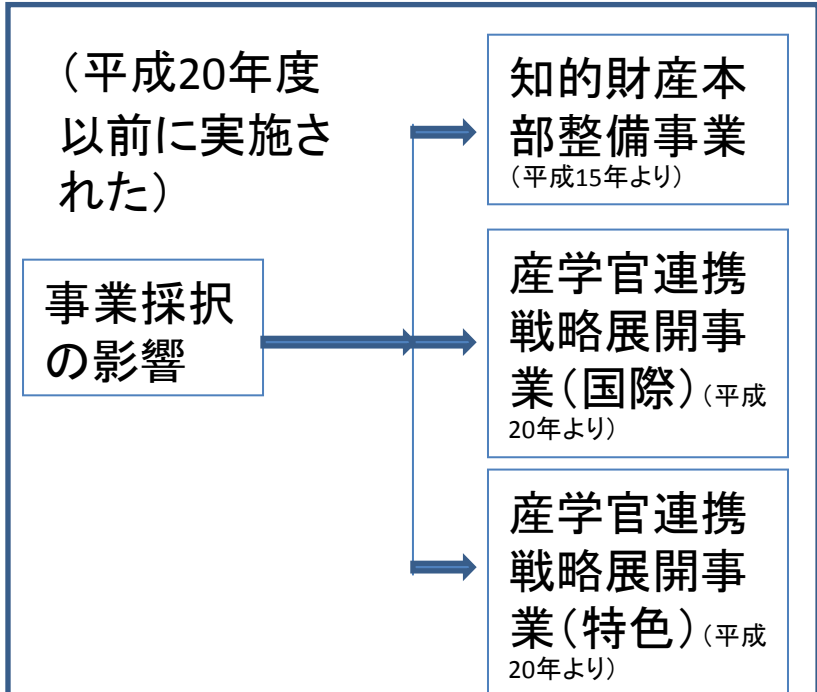 （平成20年度
以前に実施さ
れた）
事業採択
の影響
知的財産本
部整備事業
（平成15年より）
産学官連携
戦略展開事
業（国際）（平成
20年より）
産学官連携
戦略展開事
業（特色）（平成
20年より）